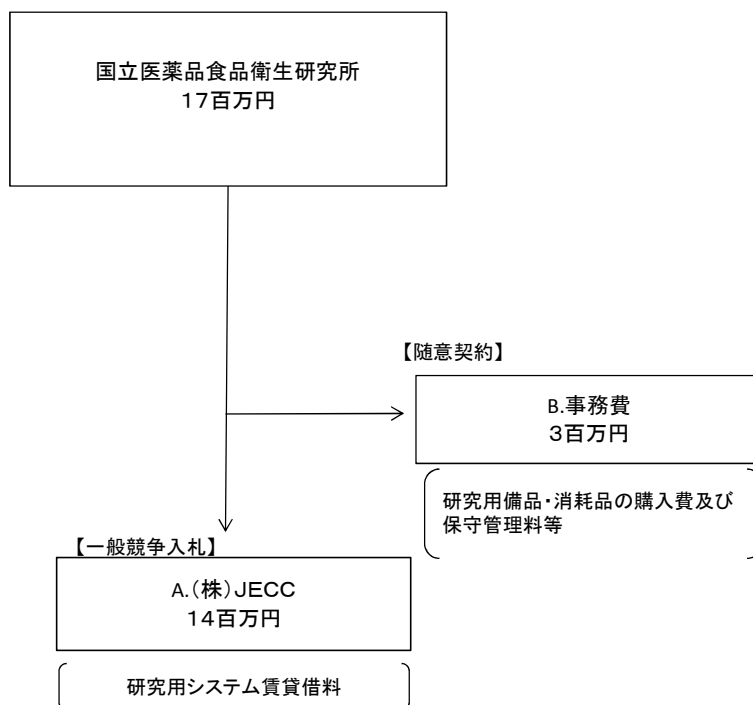 国立医薬品食品衛生研究所
17百万円
【随意契約】
B.事務費
3百万円
研究用備品・消耗品の購入費及び
保守管理料等
【一般競争入札】
A.(株)JECC
14百万円
研究用システム賃貸借料